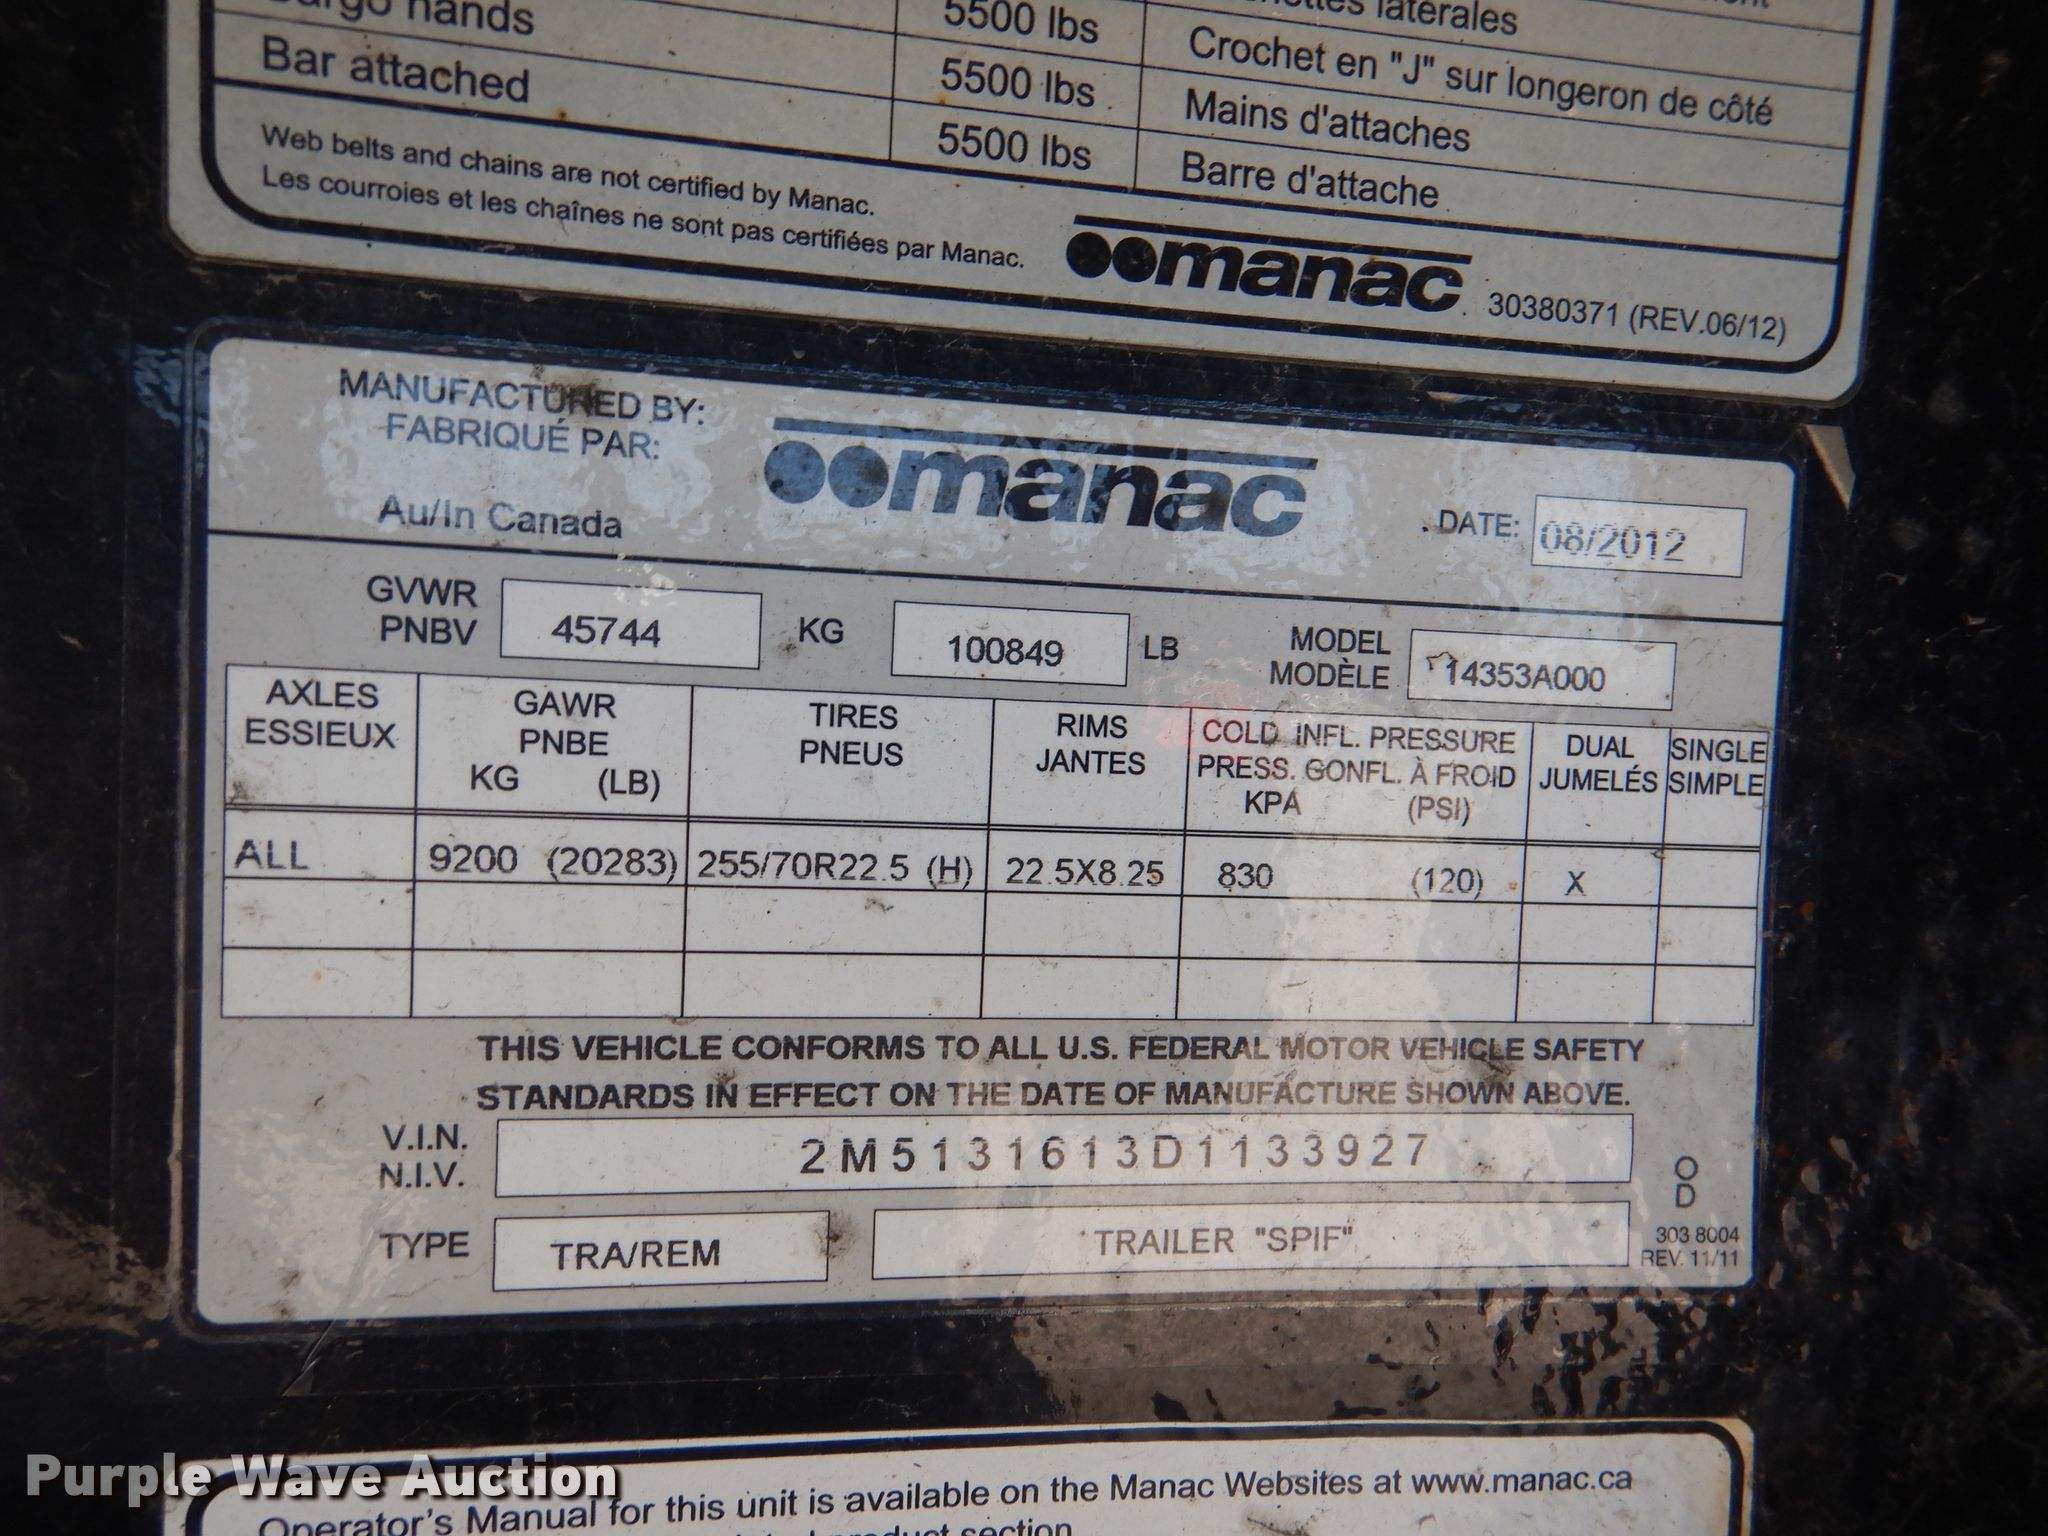 hands
5500 lbs
latérales
Crochet en "J" sur longeron de côté
Bar attached
5500 lbs
Mains d'attaches
5500 lbs
Barre d'attache
Web belts and chains are not certified by Manac.
Les courroies et les chaînes ne sont pas certifiées par Manac.
manac
30380371 (REV.06/12)
MANUFACTURED BY:
FABRIQUÉ PAR:
manac
Au/In Canada
DATE: 08/2012
GVWR
PNBV
45744 KG
100849 LB
MODEL
MODÈLE
14353A000
AXLES
ESSIEUX
GAWR
PNBE
KG (LB)
TIRES
PNEUS
RIMS
JANTES
COLD INFL. PRESSURE
PRESS. GONFL. À FROID
KPA (PSI)
DUAL
JUMELÉS
SINGLE
SIMPLE
ALL 9200 (20283) 255/70R22.5 (H) 22.5X8.25 830 (120) X
THIS VEHICLE CONFORMS TO ALL U.S. FEDERAL MOTOR VEHICLE SAFETY
STANDARDS IN EFFECT ON THE DATE OF MANUFACTURE SHOWN ABOVE.
V.I.N.
N.I.V.
2M5131613D1133927
TYPE
TRA/REM
TRAILER "SPIF"
O
D
303 8004
REV. 11/11
Purple Wave Auction
Operator's Manual for this unit is available on the Manac Websites at www.manac.ca
product section